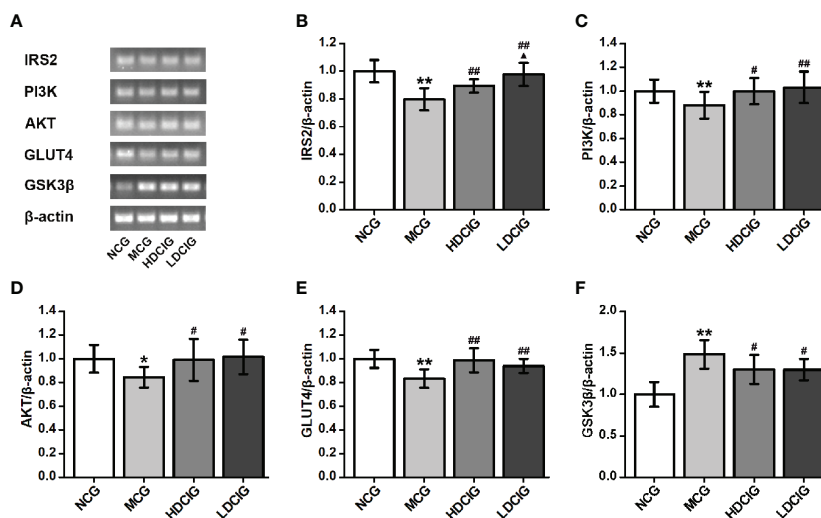 A
IRS2
PI3K
AKT
GLUT4
GSK3β
β-actin
NCG MCG HDCIG LDCIG
B
IRS2/β-actin
1.2
1.0
0.8
0.6
0.4
0.2
0.0
** ## ## ▲
NCG MCG HDCIG LDCIG
C
PI3K/β-actin
1.4
1.2
1.0
0.8
0.6
0.4
0.2
0.0
** # ##
NCG MCG HDCIG LDCIG
D
AKT/β-actin
1.4
1.2
1.0
0.8
0.6
0.4
0.2
0.0
* # #
NCG MCG HDCIG LDCIG
E
GLUT4/β-actin
1.4
1.2
1.0
0.8
0.6
0.4
0.2
0.0
** ## ##
NCG MCG HDCIG LDCIG
F
GSK3β/β-actin
2.0
1.5
1.0
0.5
0.0
** # #
NCG MCG HDCIG LDCIG